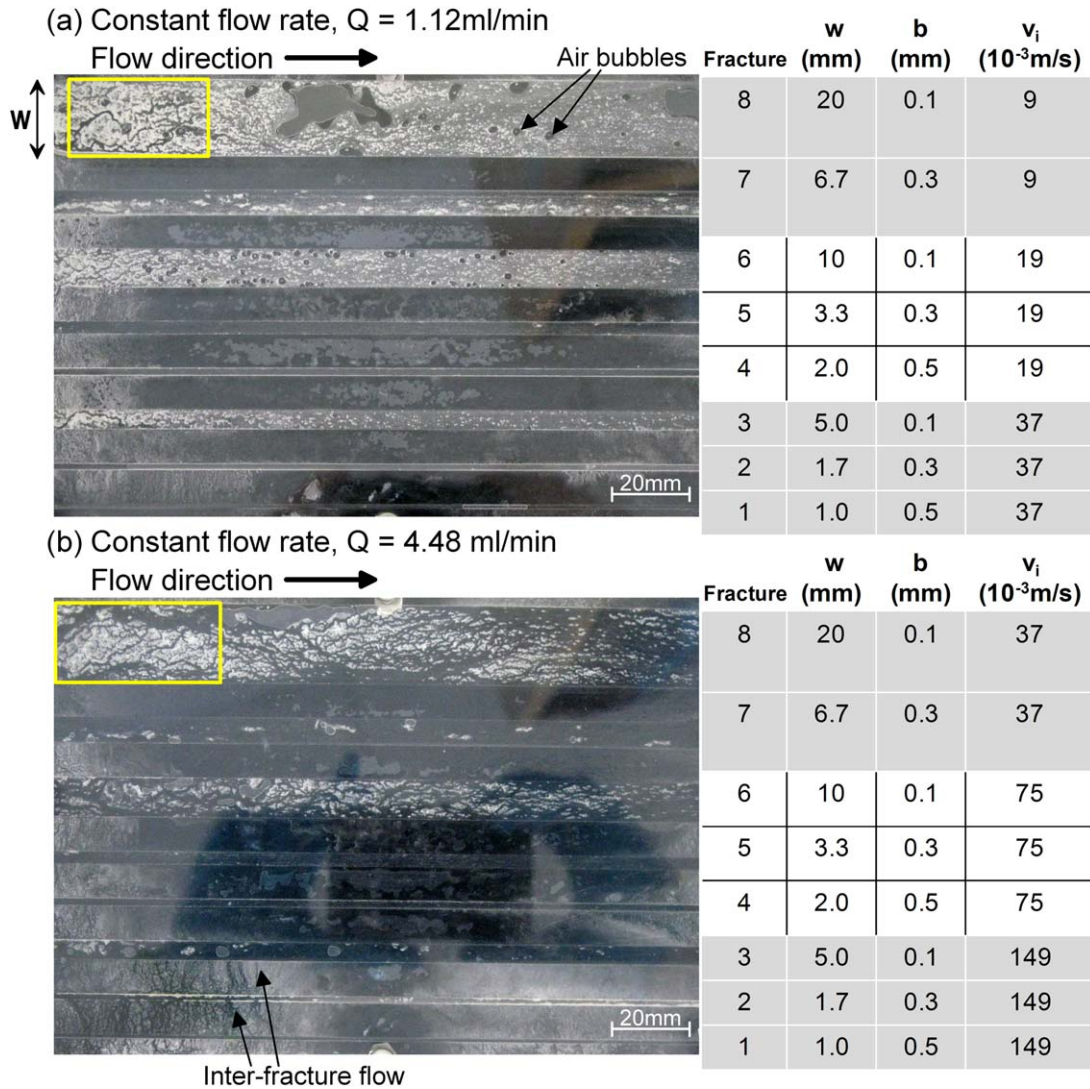 (a) Constant flow rate, Q = 1.12ml/min
Flow direction
Air bubbles
W
20mm
Fracture w (mm) b (mm) vᵢ (10⁻³m/s)
8 20 0.1 9
7 6.7 0.3 9
6 10 0.1 19
5 3.3 0.3 19
4 2.0 0.5 19
3 5.0 0.1 37
2 1.7 0.3 37
1 1.0 0.5 37
(b) Constant flow rate, Q = 4.48 ml/min
Flow direction
20mm
Inter-fracture flow
Fracture w (mm) b (mm) vᵢ (10⁻³m/s)
8 20 0.1 37
7 6.7 0.3 37
6 10 0.1 75
5 3.3 0.3 75
4 2.0 0.5 75
3 5.0 0.1 149
2 1.7 0.3 149
1 1.0 0.5 149